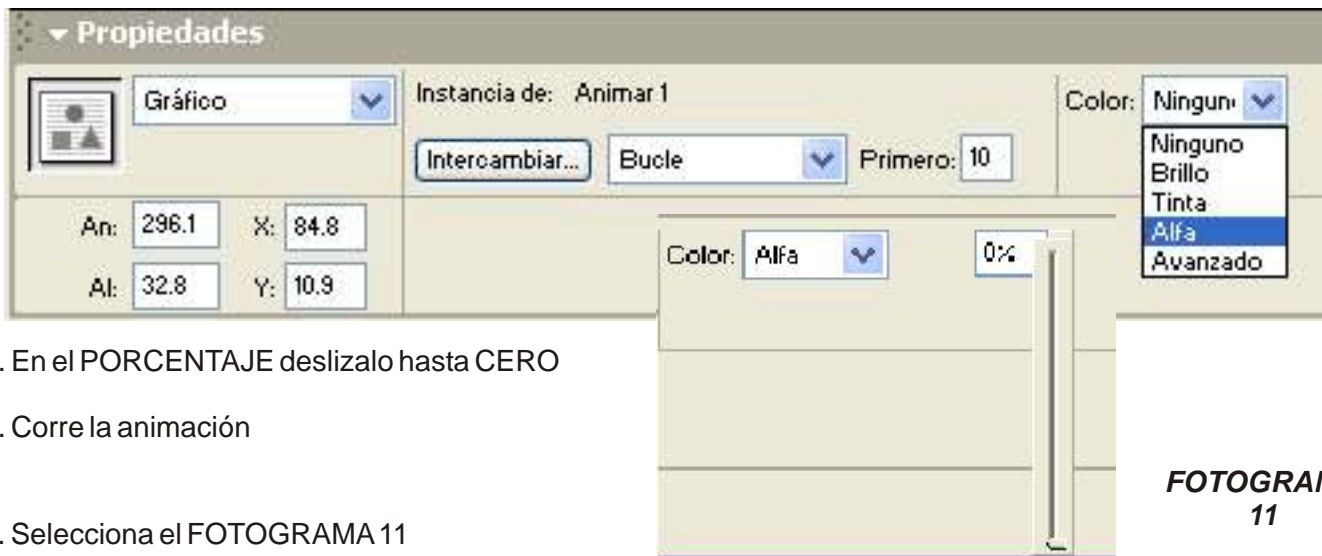 Propiedades
Gráfico
Instancia de: Animar 1
Color: Ningun
Intercambiar...
Bucle
Primero: 10
Ninguno
Brillo
Tinta
Alfa
Avanzado
An: 296.1 X: 84.8
Al: 32.8 Y: 10.9
Color: Alfa 0%
. En el PORCENTAJE deslizalo hasta CERO
. Corre la animación
. Selecciona el FOTOGRAMA 11
FOTOGRA
11